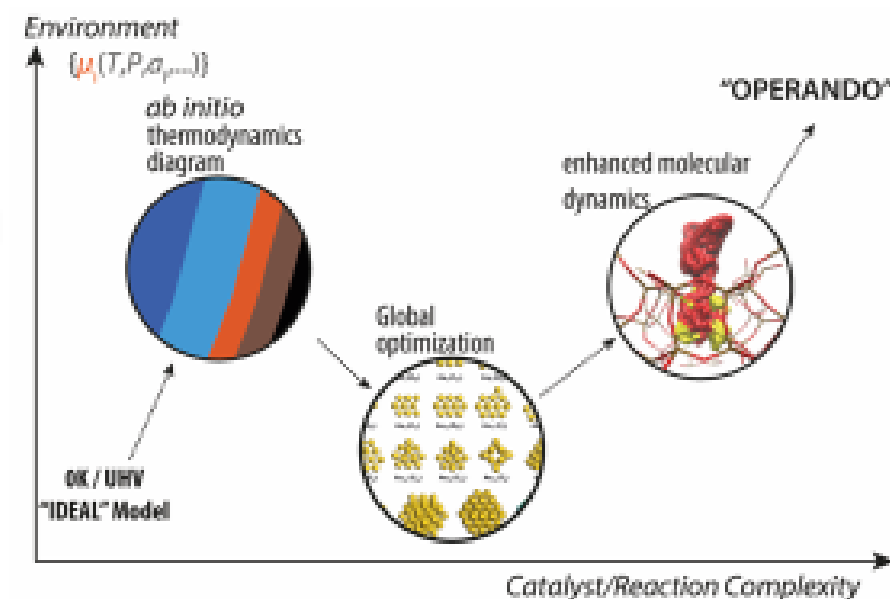 Environment
{μi(T,P,ai,...)}
ab initio
thermodynamics
diagram
"OPERANDO"
enhanced molecular
dynamics
Global
optimization
0K / UHV
"IDEAL" Model
Catalyst/Reaction Complexity